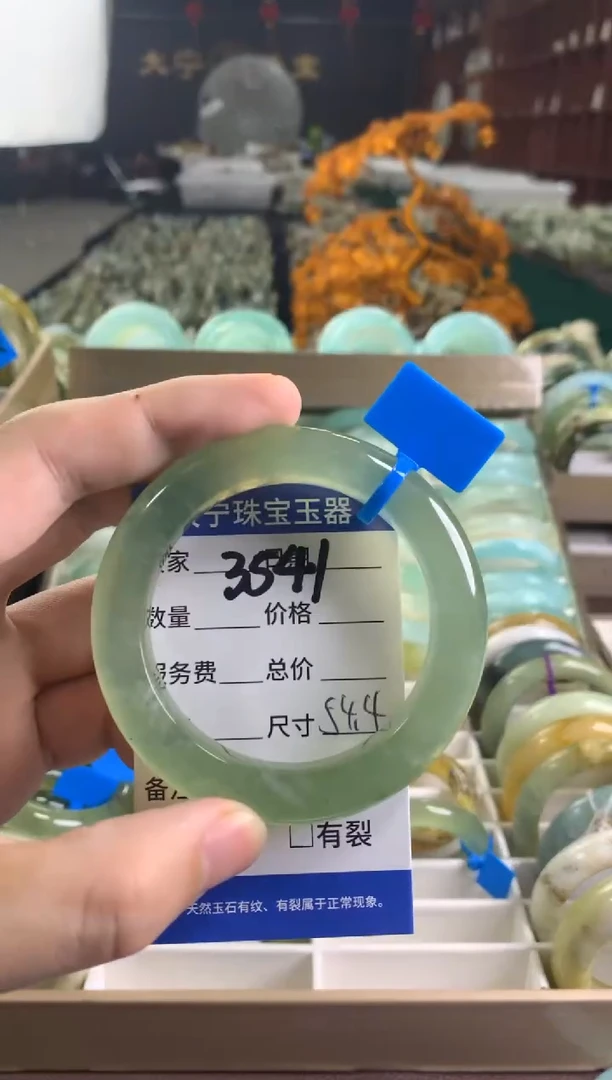 宁珠宝玉器
家
3541
数量 价格
服务费 总价
尺寸 54.4
备
□有裂
天然玉石有纹、有裂属于正常现象。